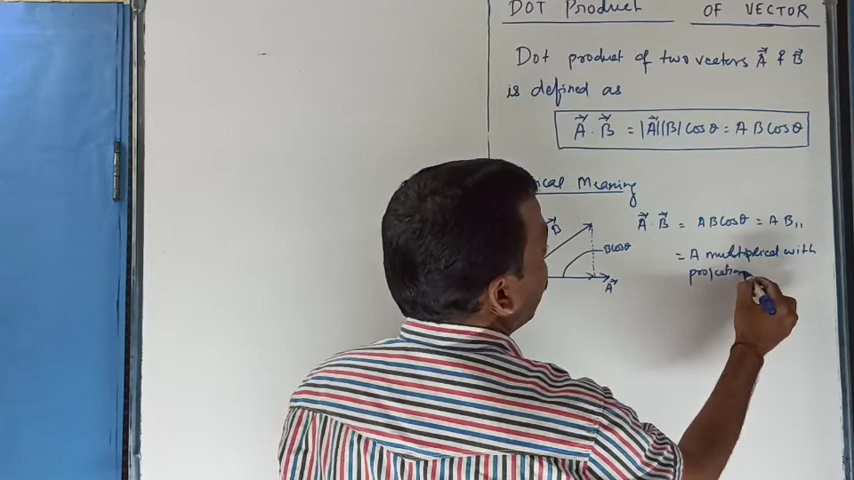 DOT PRoduct OF VECTOR
Dot product of two vectors A⃗ & B⃗
is defined as
A⃗ · B⃗ = |A⃗||B| Cos θ = A B Cos θ
Meaning
B⃗
A⃗ · B⃗ = A B Cos θ = A B₁₁
B Cos θ
= A multiplied with
projection
A⃗